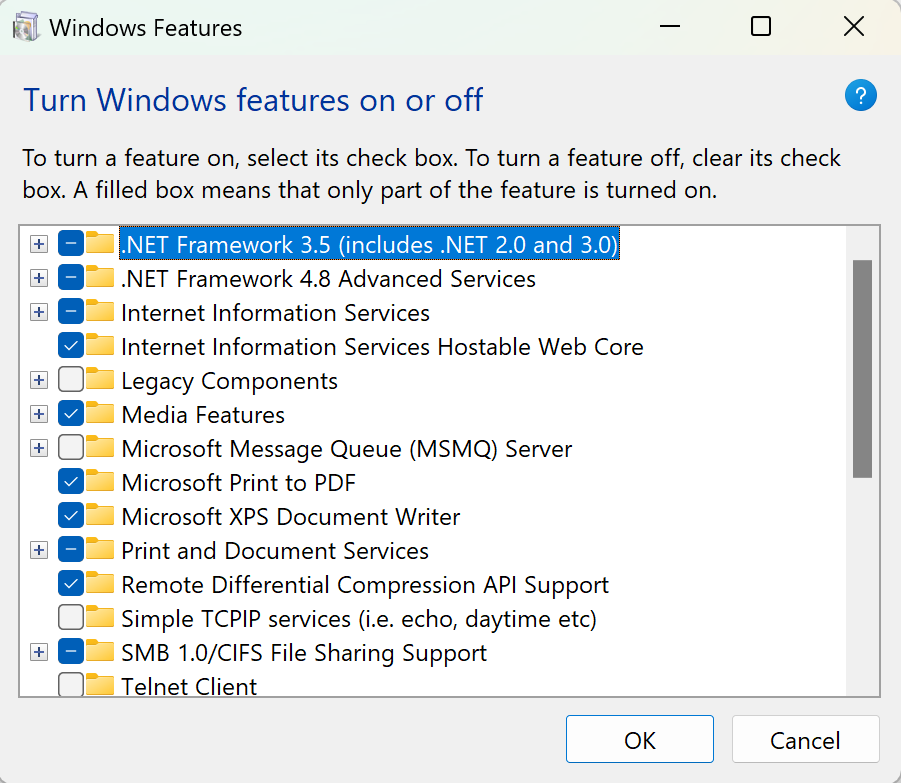 Windows Features
Turn Windows features on or off
?
To turn a feature on, select its check box. To turn a feature off, clear its check
box. A filled box means that only part of the feature is turned on.
.NET Framework 3.5 (includes .NET 2.0 and 3.0)
.NET Framework 4.8 Advanced Services
Internet Information Services
Internet Information Services Hostable Web Core
Legacy Components
Media Features
Microsoft Message Queue (MSMQ) Server
Microsoft Print to PDF
Microsoft XPS Document Writer
Print and Document Services
Remote Differential Compression API Support
Simple TCPIP services (i.e. echo, daytime etc)
SMB 1.0/CIFS File Sharing Support
Telnet Client
OK
Cancel